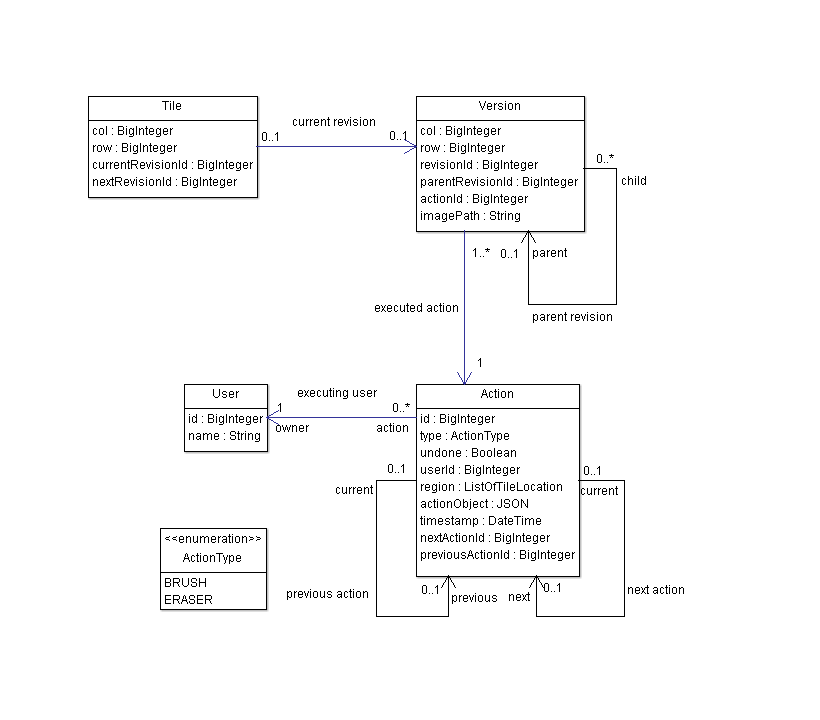 Tile
col : BigInteger
row : BigInteger
currentRevisionId : BigInteger
nextRevisionId : BigInteger
current revision
0..1
0..1
Version
col : BigInteger
row : BigInteger
revisionId : BigInteger
parentRevisionId : BigInteger
actionId : BigInteger
imagePath : String
0..*
child
1..*
0..1
parent
parent revision
executed action
1
User
id : BigInteger
name : String
executing user
1
0..*
owner
action
Action
id : BigInteger
type : ActionType
undone : Boolean
userId : BigInteger
region : ListOfTileLocation
actionObject : JSON
timestamp : DateTime
nextActionId : BigInteger
previousActionId : BigInteger
0..1
current
0..1
current
<<enumeration>>
ActionType
BRUSH
ERASER
previous action
0..1
previous
next
0..1
next action